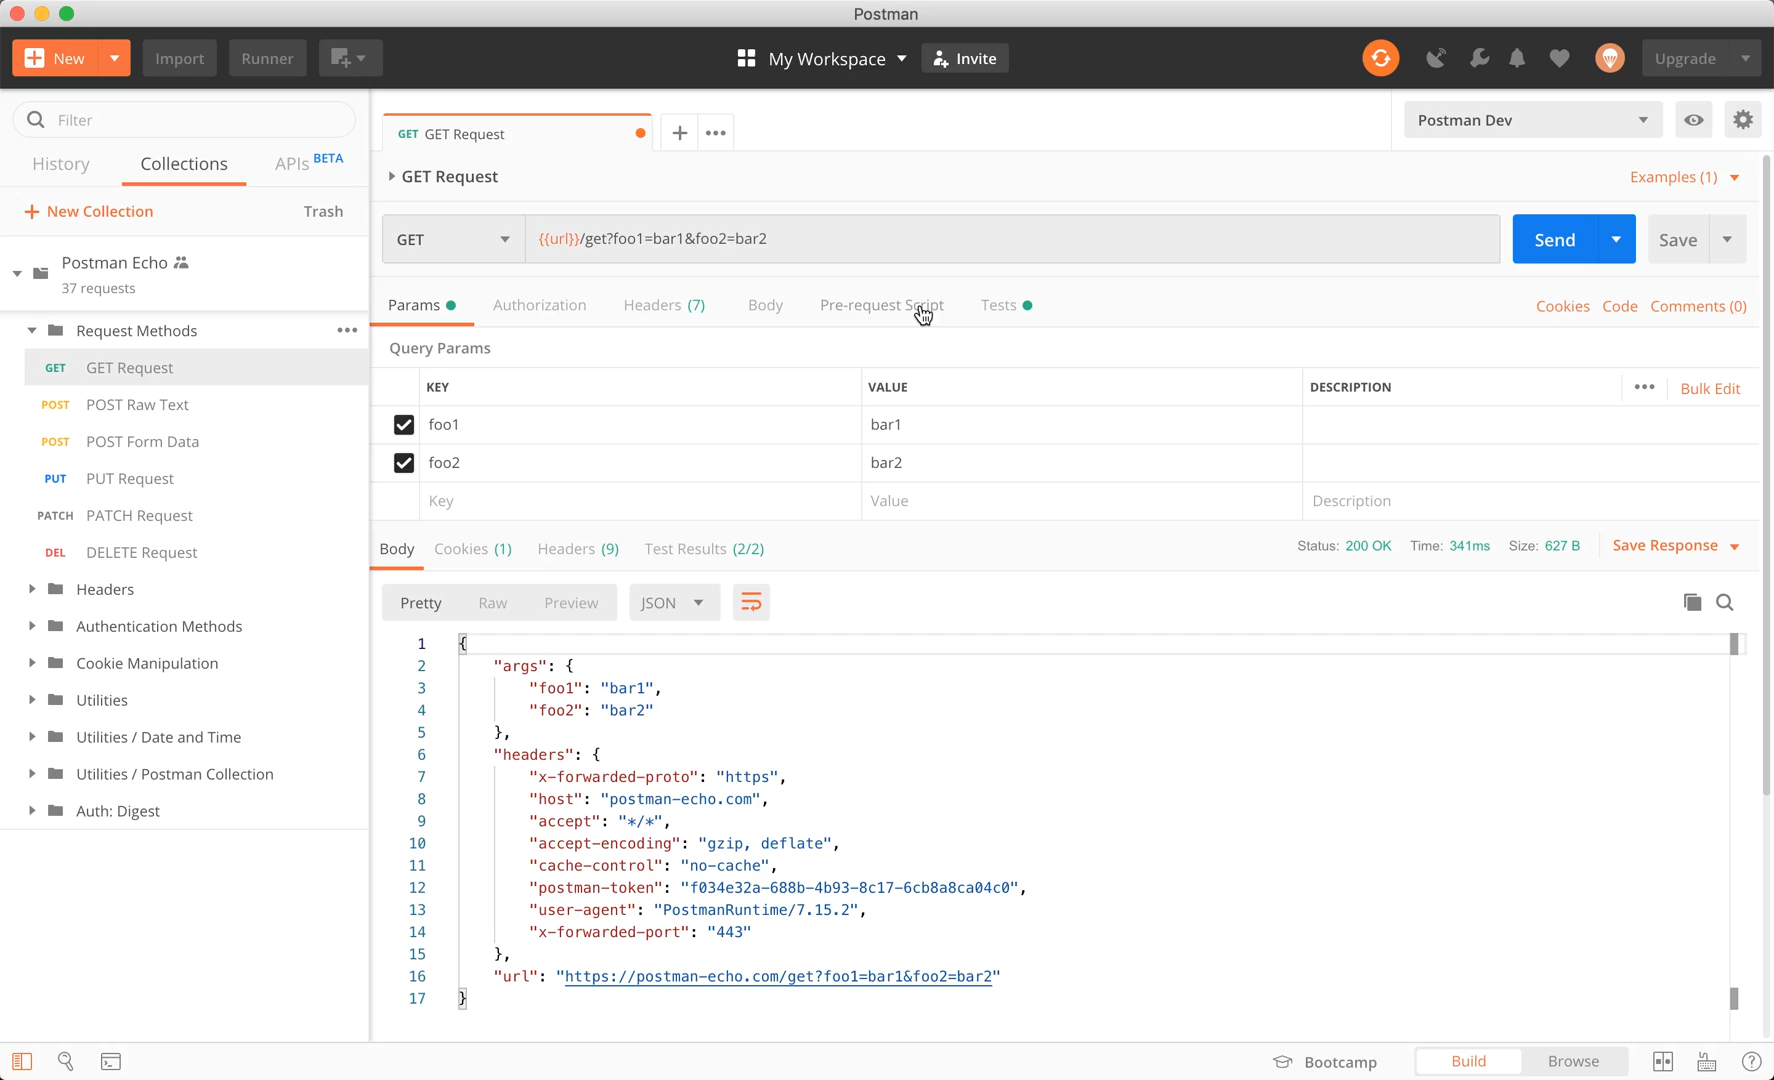 Postman
New
Import
Runner
My Workspace
Invite
Upgrade
Filter
History
Collections
APIs BETA
+ New Collection
Trash
Postman Echo
37 requests
Request Methods
GET GET Request
POST POST Raw Text
POST POST Form Data
PUT PUT Request
PATCH PATCH Request
DEL DELETE Request
Headers
Authentication Methods
Cookie Manipulation
Utilities
Utilities / Date and Time
Utilities / Postman Collection
Auth: Digest
GET GET Request
Postman Dev
GET Request
Examples (1)
GET
{{url}}/get?foo1=bar1&foo2=bar2
Send
Save
Params
Authorization
Headers (7)
Body
Pre-request Script
Tests
Cookies Code Comments (0)
Query Params
KEY VALUE DESCRIPTION
Bulk Edit
foo1 bar1
foo2 bar2
Key Value Description
Body
Cookies (1)
Headers (9)
Test Results (2/2)
Status: 200 OK Time: 341ms Size: 627 B
Save Response
Pretty
Raw
Preview
JSON
1 {
2 "args": {
3 "foo1": "bar1",
4 "foo2": "bar2"
5 },
6 "headers": {
7 "x-forwarded-proto": "https",
8 "host": "postman-echo.com",
9 "accept": "*/*",
10 "accept-encoding": "gzip, deflate",
11 "cache-control": "no-cache",
12 "postman-token": "f034e32a-688b-4b93-8c17-6cb8a8ca04c0",
13 "user-agent": "PostmanRuntime/7.15.2",
14 "x-forwarded-port": "443"
15 },
16 "url": "https://postman-echo.com/get?foo1=bar1&foo2=bar2"
17 }
Bootcamp
Build
Browse